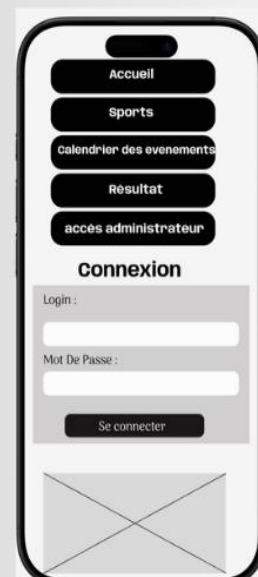 Accueil
Sports
Calendrier des evenements
Résultat
accès administrateur
Connexion
Login :
Mot De Passe :
Se connecter